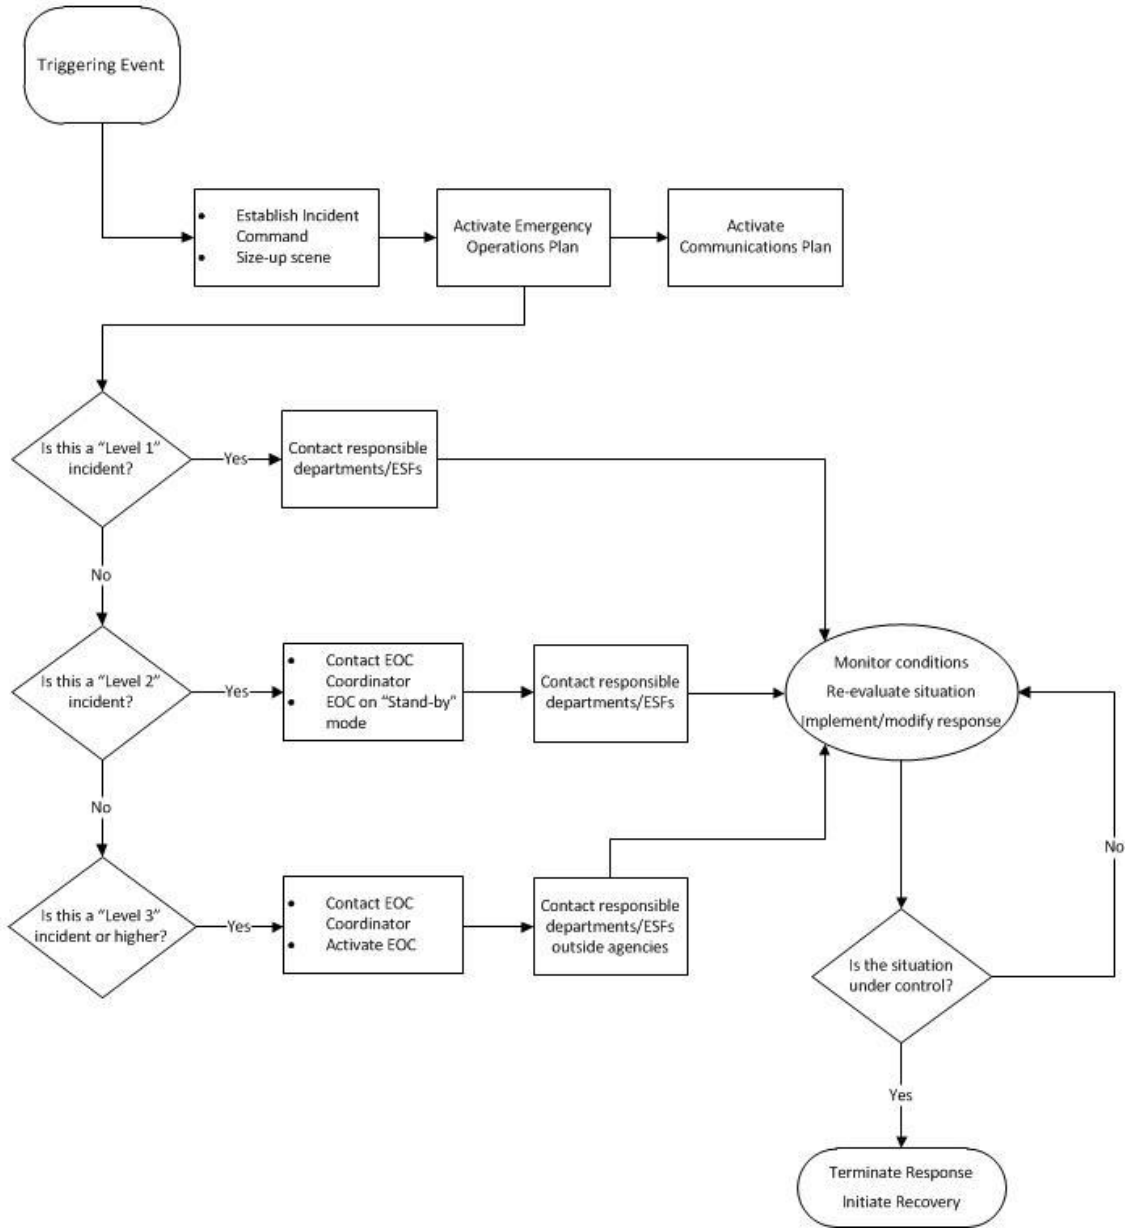 Triggering Event
• Establish Incident
Command
• Size-up scene
Activate Emergency
Operations Plan
Activate
Communications Plan
Is this a “Level 1”
incident?
Yes
Contact responsible
departments/ESFs
No
Is this a “Level 2”
incident?
Yes
• Contact EOC
Coordinator
• EOC on “Stand-by”
mode
Contact responsible
departments/ESFs
Monitor conditions
Re-evaluate situation
Implement/modify response
No
Is this a “Level 3”
incident or higher?
Yes
• Contact EOC
Coordinator
• Activate EOC
Contact responsible
departments/ESFs
outside agencies
Is the situation
under control?
No
Yes
Terminate Response
Initiate Recovery